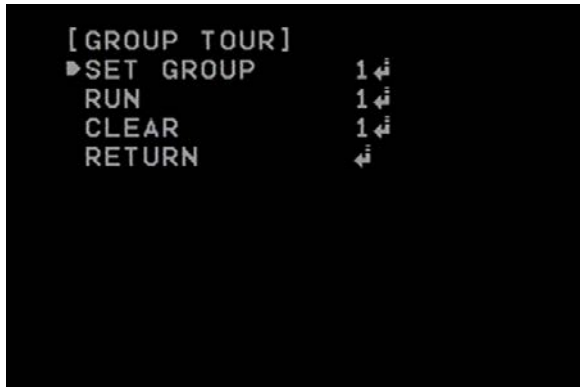 [GROUP TOUR]
SET GROUP 1↲
RUN 1↲
CLEAR 1↲
RETURN ↲